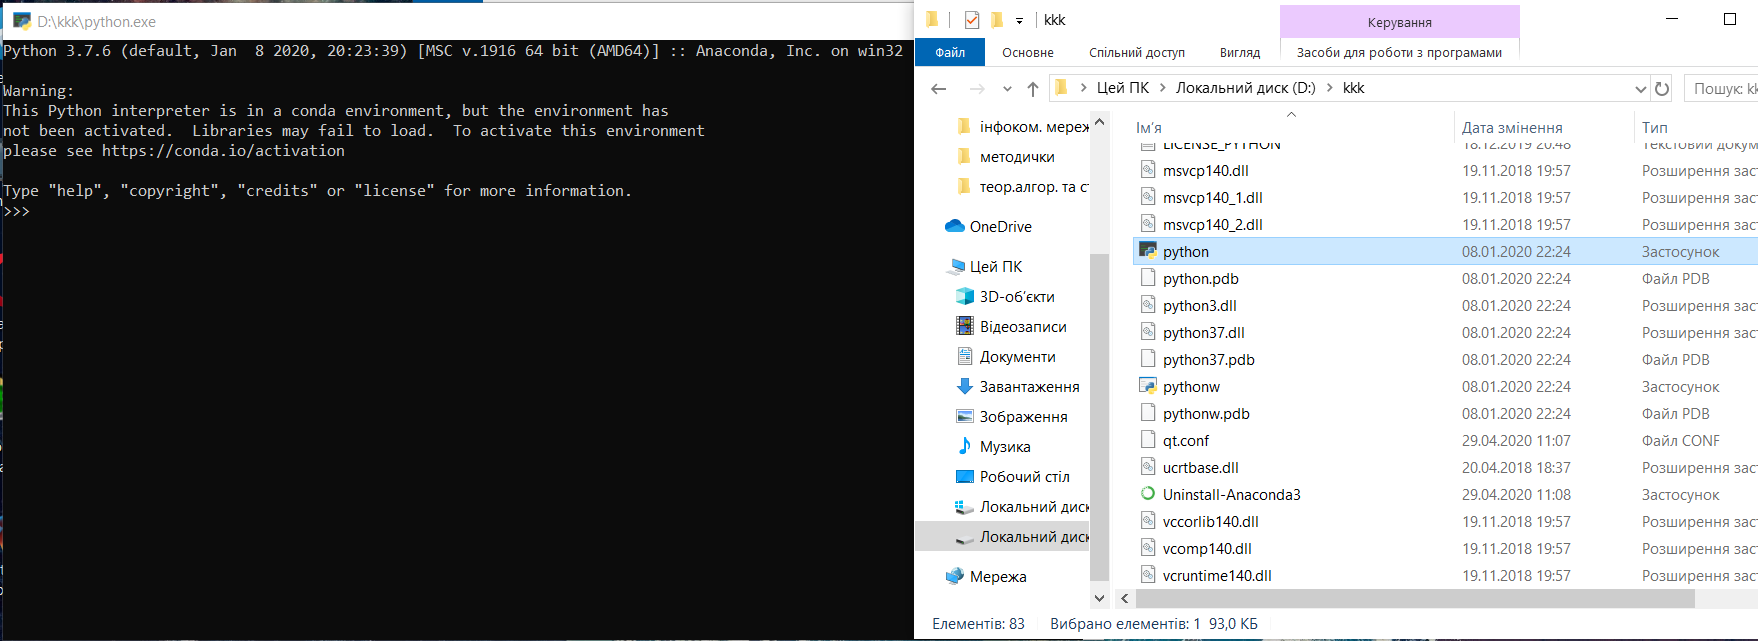 D:\kkk\python.exe
Python 3.7.6 (default, Jan  8 2020, 20:23:39) [MSC v.1916 64 bit (AMD64)] :: Anaconda, Inc. on win32
Warning:
This Python interpreter is in a conda environment, but the environment has
not been activated.  Libraries may fail to load.  To activate this environment
please see https://conda.io/activation
Type "help", "copyright", "credits" or "license" for more information.
>>>
kkk
Керування
Файл Основне Спільний доступ Вигляд Засоби для роботи з програмами
Цей ПК > Локальний диск (D:) > kkk
Пошук: kk
інфоком. мереж
методички
теор.алгор. та ст
OneDrive
Цей ПК
3D-об'єкти
Відеозаписи
Документи
Завантаження
Зображення
Музика
Робочий стіл
Локальний диск
Локальний диск
Мережа
Ім'я Дата змінення Тип
LICENSE_PYTHON 18.12.2019 20:48 Текстовий докум
msvcp140.dll 19.11.2018 19:57 Розширення заст
msvcp140_1.dll 19.11.2018 19:57 Розширення заст
msvcp140_2.dll 19.11.2018 19:57 Розширення заст
python 08.01.2020 22:24 Застосунок
python.pdb 08.01.2020 22:24 Файл PDB
python3.dll 08.01.2020 22:24 Розширення заст
python37.dll 08.01.2020 22:24 Розширення заст
python37.pdb 08.01.2020 22:24 Файл PDB
pythonw 08.01.2020 22:24 Застосунок
pythonw.pdb 08.01.2020 22:24 Файл PDB
qt.conf 29.04.2020 11:07 Файл CONF
ucrtbase.dll 20.04.2018 18:37 Розширення заст
Uninstall-Anaconda3 29.04.2020 11:08 Застосунок
vccorlib140.dll 19.11.2018 19:57 Розширення заст
vcomp140.dll 19.11.2018 19:57 Розширення заст
vcruntime140.dll 19.11.2018 19:57 Розширення заст
Елементів: 83 Вибрано елементів: 1 93,0 КБ